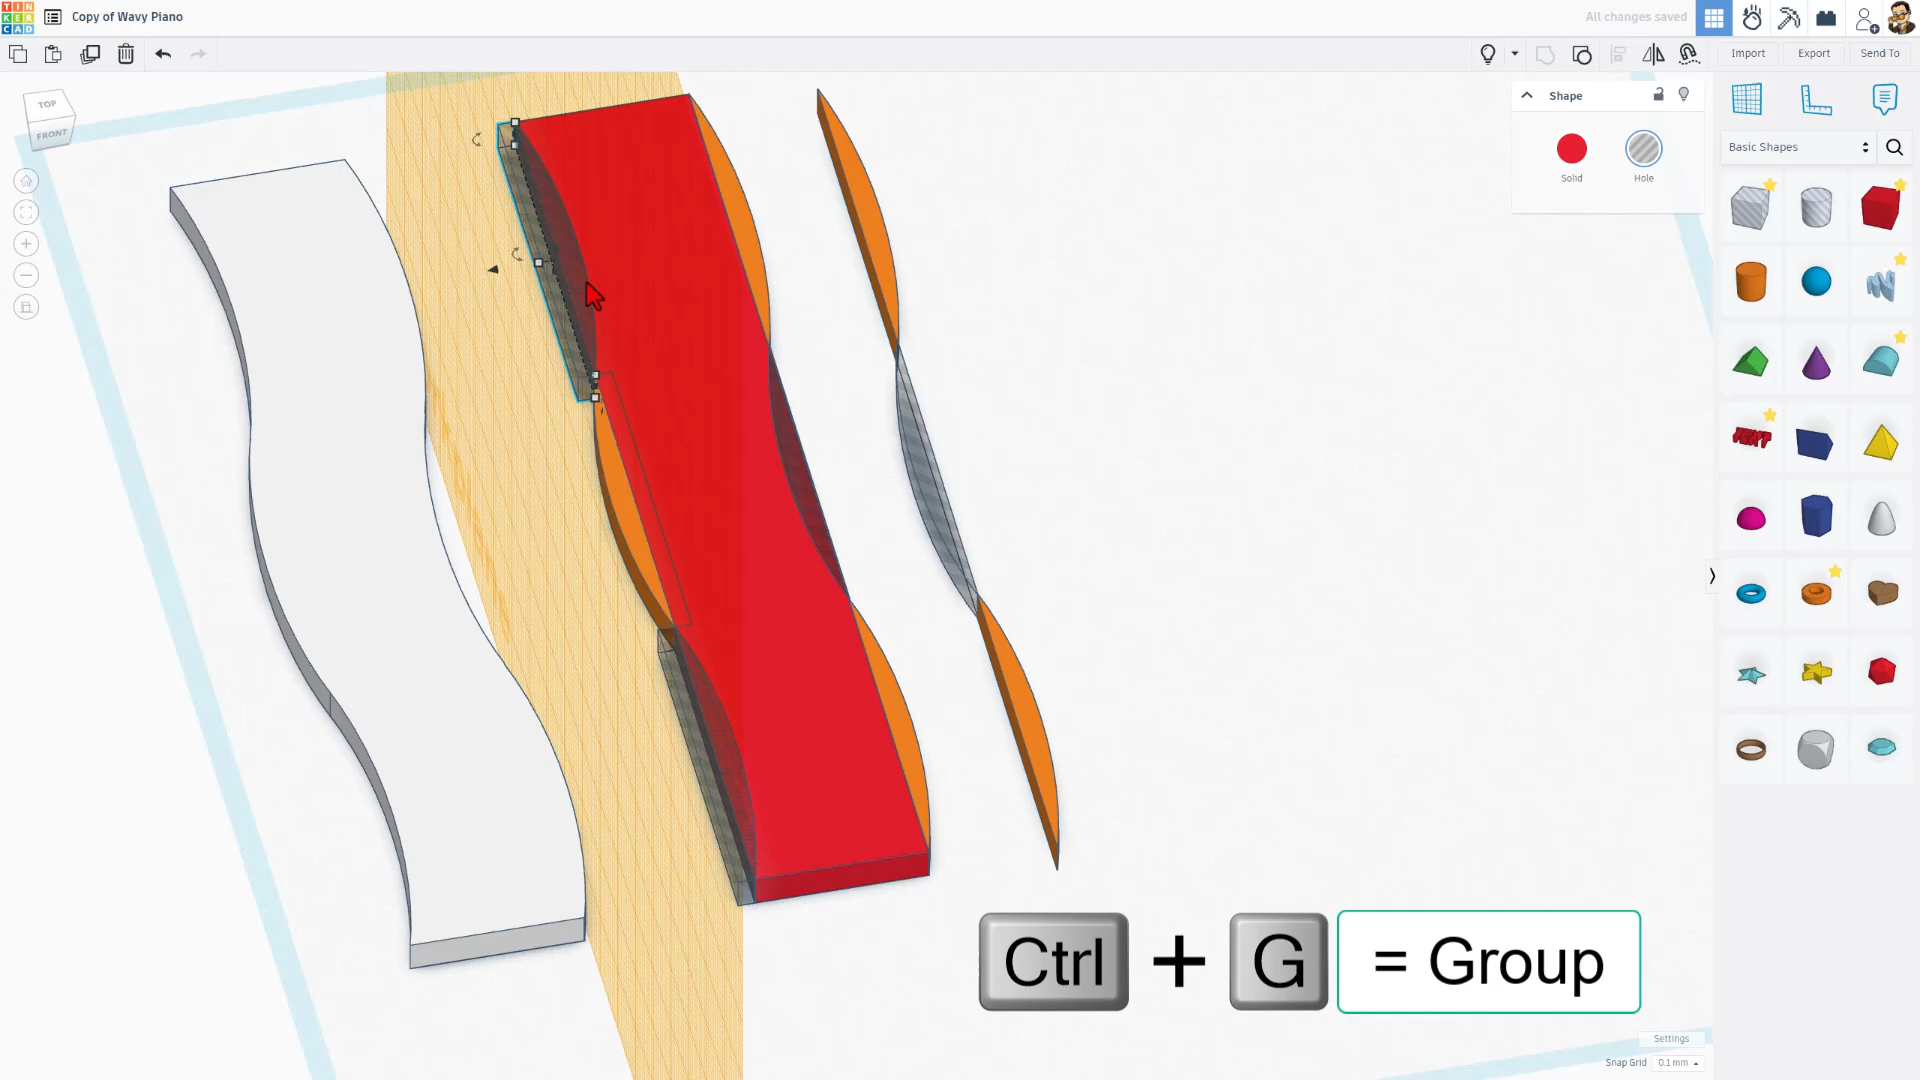 TIN
KER
CAD
Copy of Wavy Piano
All changes saved
Import
Export
Send To
TOP
FRONT
Shape
Solid
Hole
Basic Shapes
TEXT
Ctrl + G = Group
Settings
Snap Grid 0.1 mm